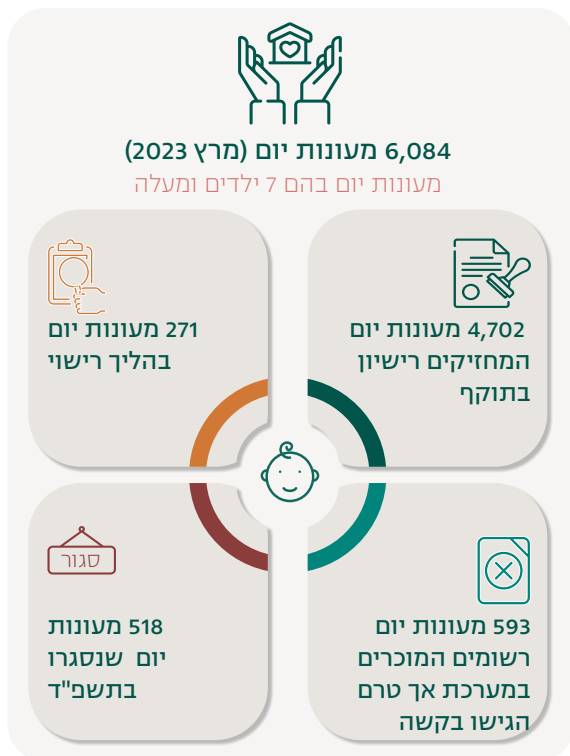 6,084 מעונות יום (מרץ 2023)
מעונות יום בהם 7 ילדים ומעלה
4,702 מעונות יום
המחזיקים רישיון
בתוקף
271 מעונות יום
בהליך רישוי
593 מעונות יום
רשומים המוכרים
במערכת אך טרם
הגישו בקשה
סגור
518 מעונות
יום שנסגרו
בתשפ"ד